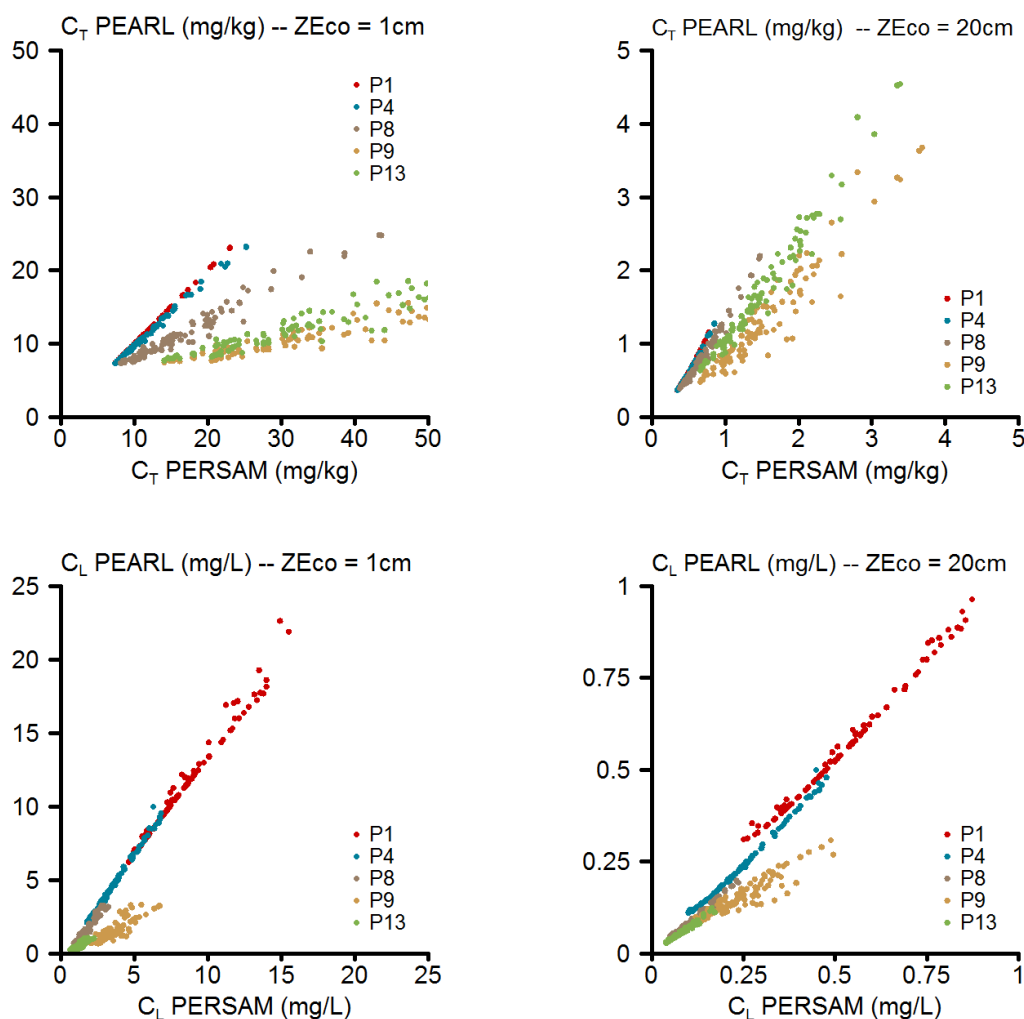 C_T PEARL (mg/kg) -- ZEco = 1cm
50
40
30
20
10
0
0 10 20 30 40 50
C_T PERSAM (mg/kg)
P1
P4
P8
P9
P13
C_T PEARL (mg/kg) -- ZEco = 20cm
5
4
3
2
1
0
0 1 2 3 4 5
C_T PERSAM (mg/kg)
P1
P4
P8
P9
P13
C_L PEARL (mg/L) -- ZEco = 1cm
25
20
15
10
5
0
0 5 10 15 20 25
C_L PERSAM (mg/L)
P1
P4
P8
P9
P13
C_L PEARL (mg/L) -- ZEco = 20cm
1
0.75
0.5
0.25
0
0 0.25 0.5 0.75 1
C_L PERSAM (mg/L)
P1
P4
P8
P9
P13